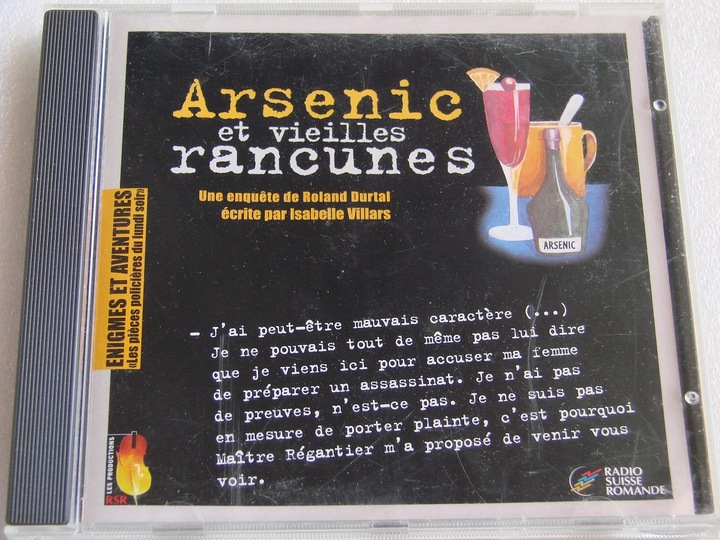 Arsenic
et vieilles
rancunes
Une enquête de Roland Durtal
écrite par Isabelle Villars
ARSENIC
ENIGMES ET AVENTURES
«Les pièces policières du lundi soir»
– J'ai peut-être mauvais caractère (...)
Je ne pouvais tout de même pas lui dire
que je viens ici pour accuser ma femme
de préparer un assassinat. Je n'ai pas
de preuves, n'est-ce pas. Je ne suis pas
en mesure de porter plainte, c'est pourquoi
Maître Régantier m'a proposé de venir vous
voir.
LES PRODUCTIONS
RSR
RADIO
SUISSE
ROMANDE